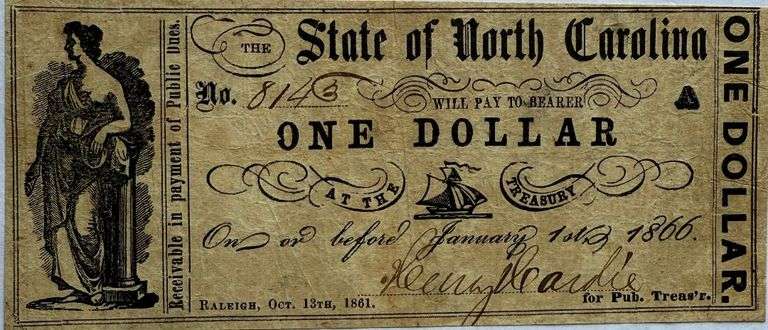 THE State of North Carolina
No. 8143
WILL PAY TO BEARER
A
ONE DOLLAR
AT THE TREASURY
On or before January 1st 1866.
RALEIGH, OCT. 13TH, 1861.
for Pub. Treas'r.
Receivable in payment of Public Dues.
ONE DOLLAR.